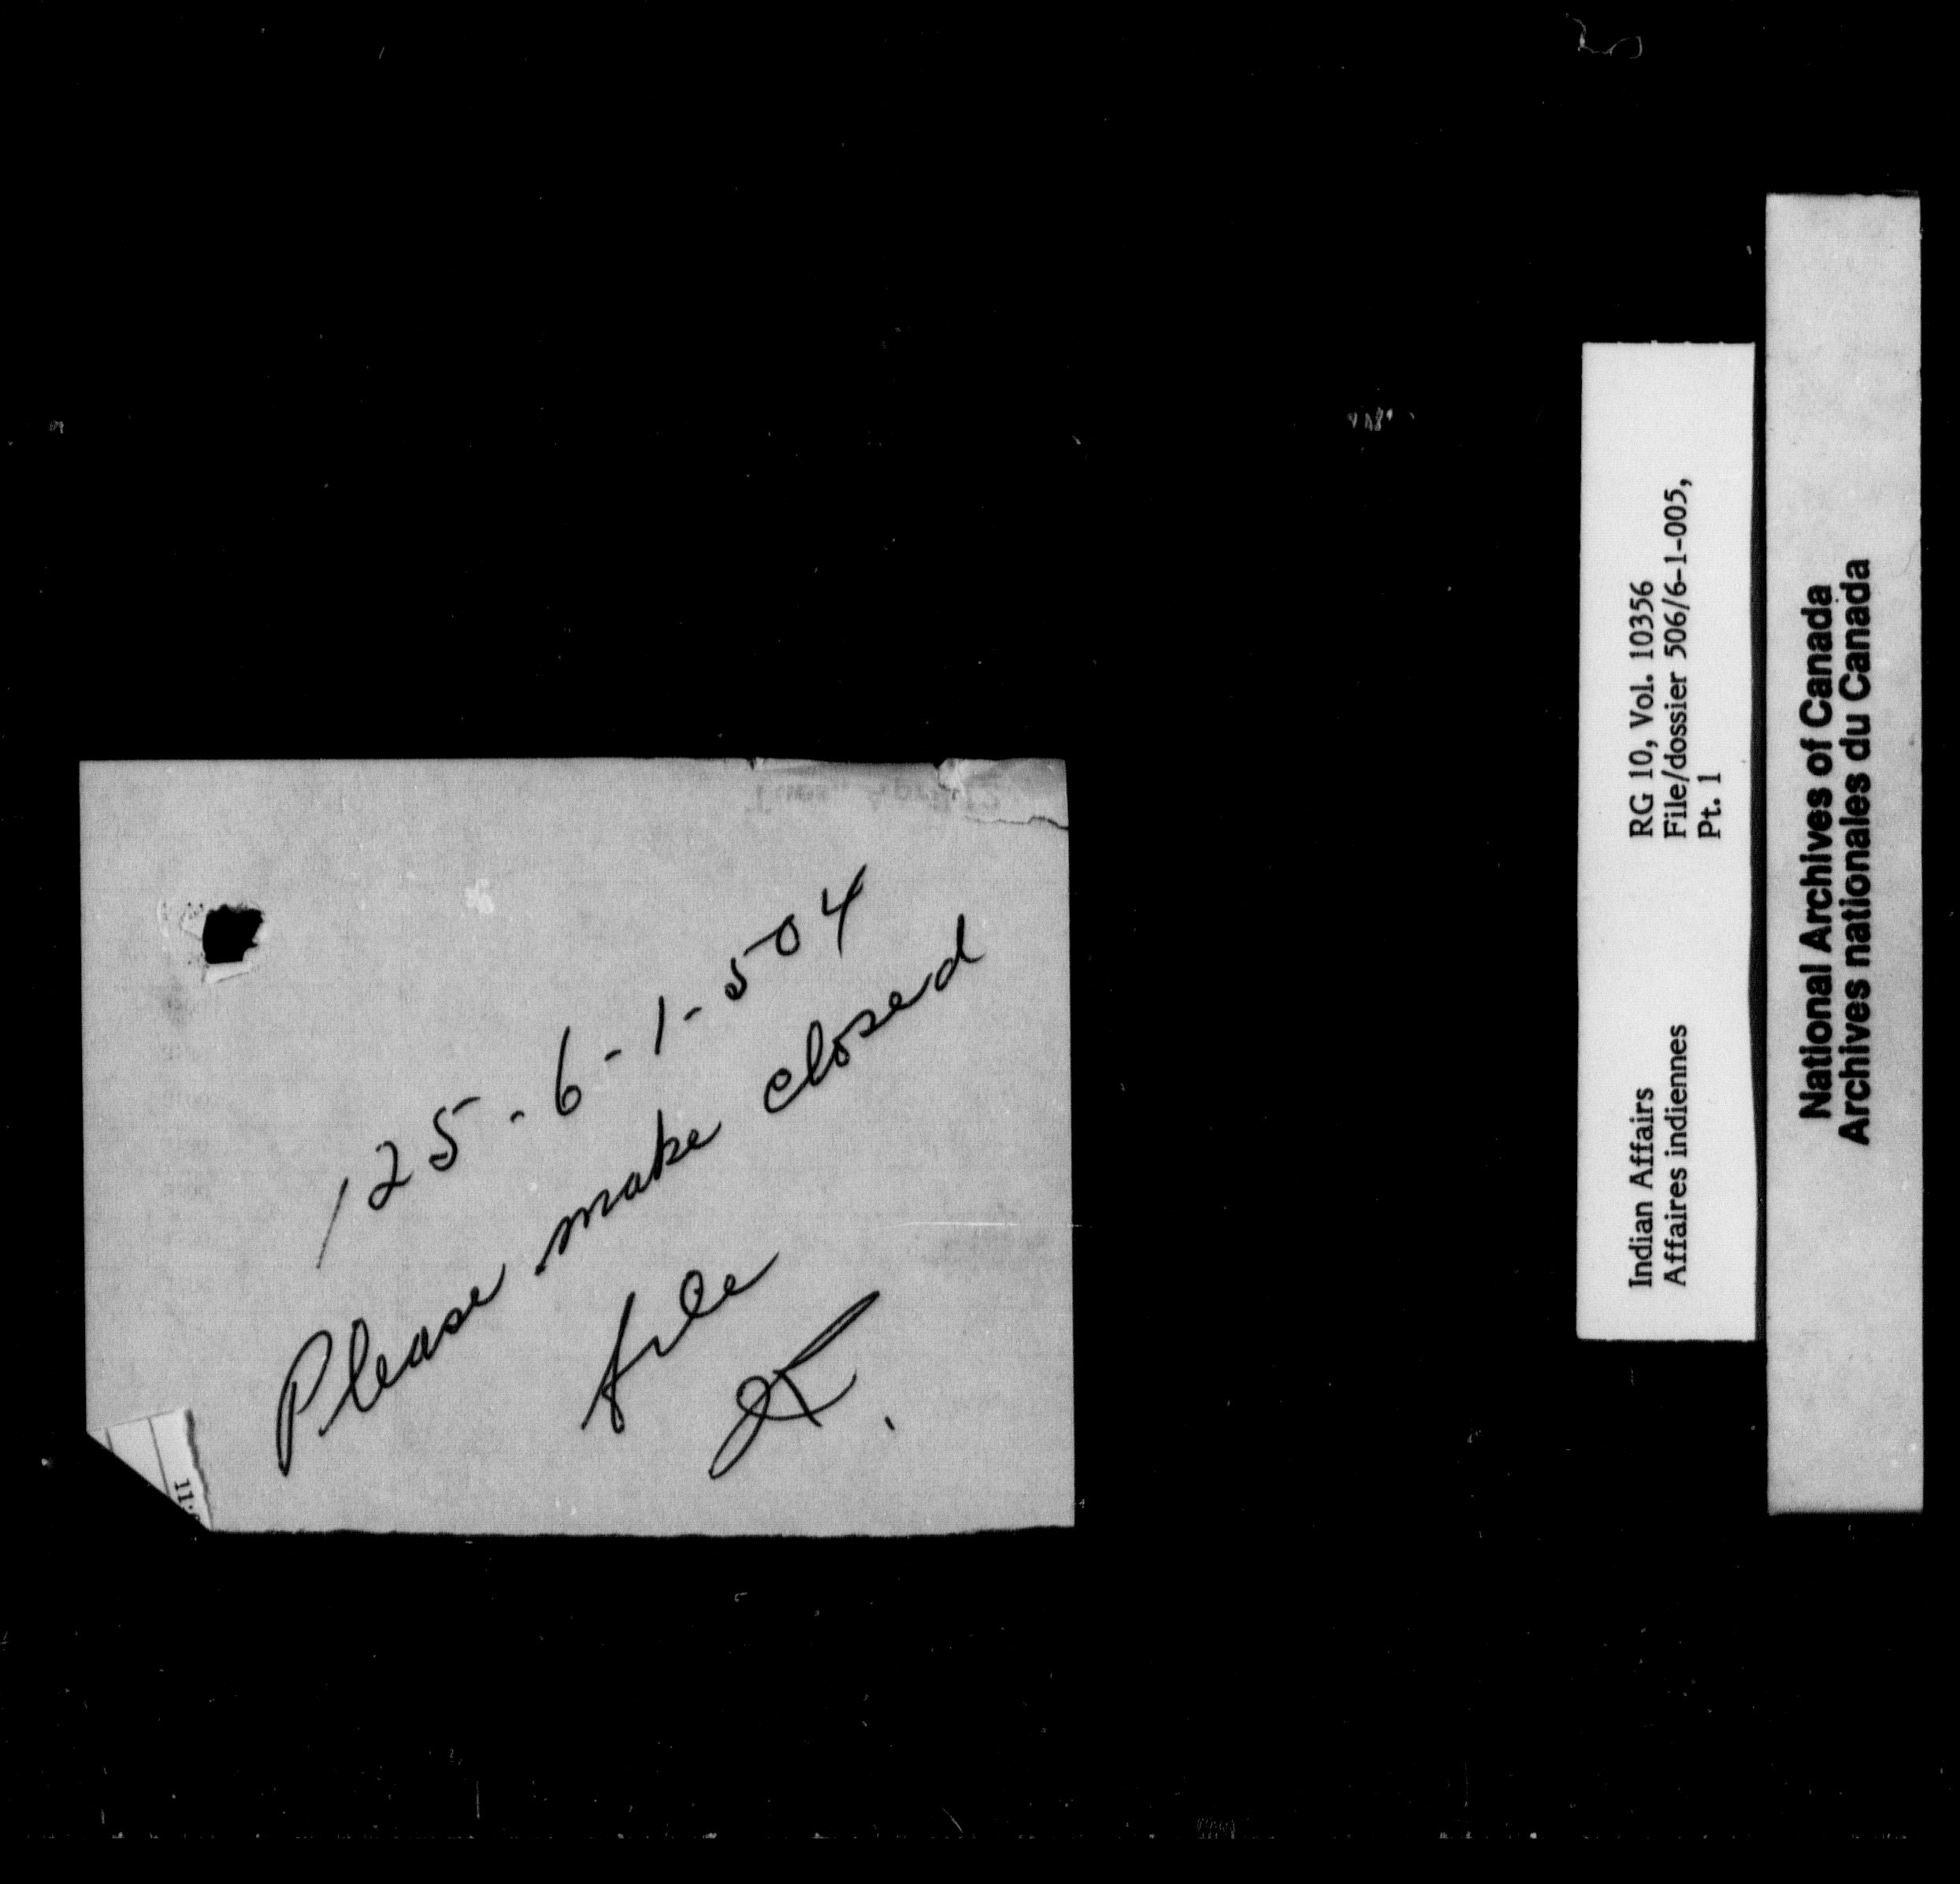 125-6-1-504
Please make closed
file
JK.
Indian Affairs
Affaires indiennes
RG 10, Vol. 10356
File/dossier 506/6-1-005,
Pt. 1
National Archives of Canada
Archives nationales du Canada